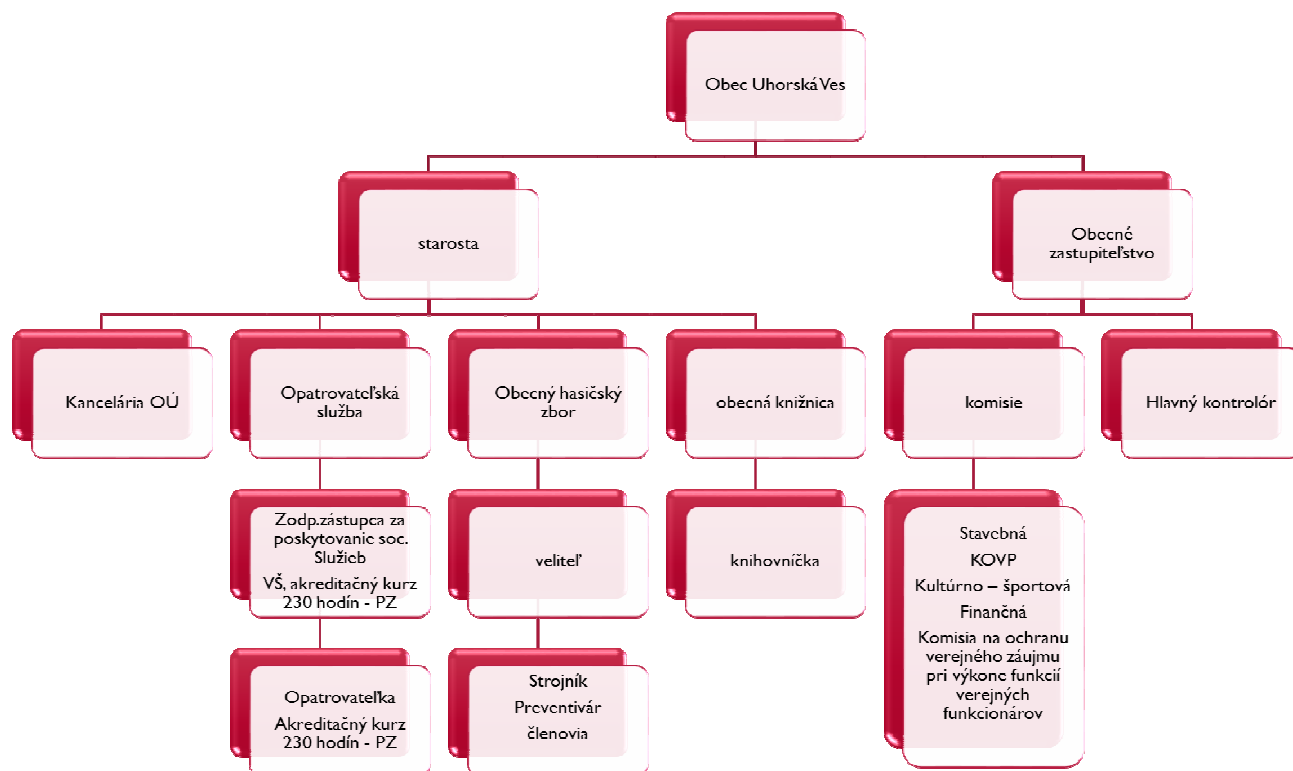 Obec Uhorská Ves
starosta
Obecné
zastupiteľstvo
Kancelária OÚ
Opatrovateľská
služba
Obecný hasičský
zbor
obecná knižnica
komisie
Hlavný kontrolór
Zodp.zástupca za
poskytovanie soc.
Služieb
VŠ, akreditačný kurz
230 hodín - PZ
veliteľ
knihovníčka
Stavebná
KOVP
Kultúrno – športová
Finančná
Komisia na ochranu
verejného záujmu
pri výkone funkcií
verejných
funkcionárov
Opatrovateľka
Akreditačný kurz
230 hodín - PZ
Strojník
Preventivár
členovia